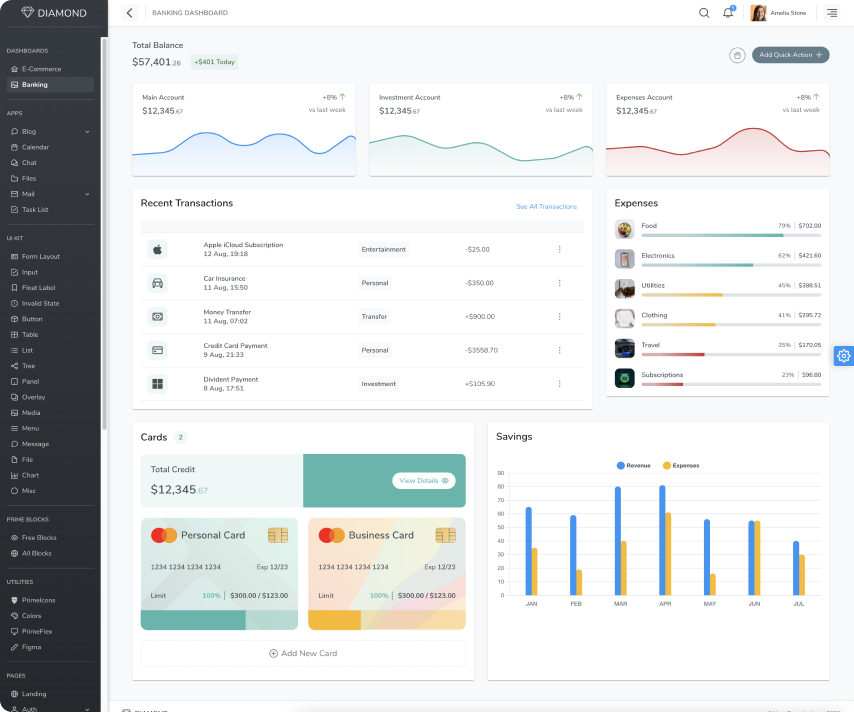 DIAMOND
BANKING DASHBOARD
3
Amelia Stone
DASHBOARDS
E-Commerce
Banking
APPS
Blog
Calendar
Chat
Files
Mail
Task List
UI KIT
Form Layout
Input
Float Label
Invalid State
Button
Table
List
Tree
Panel
Overlay
Media
Menu
Message
File
Chart
Misc
PRIME BLOCKS
Free Blocks
All Blocks
UTILITIES
PrimeIcons
Colors
PrimeFlex
Figma
PAGES
Landing
Auth
Total Balance
$57,401.26 +$401 Today
Add Quick Action
Main Account +8%
$12,345.67 vs last week
Investment Account +8%
$12,345.67 vs last week
Expenses Account +8%
$12,345.67 vs last week
Recent Transactions
See All Transactions
Apple iCloud Subscription
12 Aug, 19:18
Entertainment
-$25.00
Car Insurance
11 Aug, 15:50
Personal
-$350.00
Money Transfer
11 Aug, 07:02
Transfer
+$900.00
Credit Card Payment
9 Aug, 21:33
Personal
-$3558.70
Divident Payment
8 Aug, 17:51
Investment
+$105.90
Expenses
Food 79% $702.00
Electronics 62% $421.60
Utilities 45% $388.51
Clothing 41% $295.72
Travel 35% $170.05
Subscriptions 23% $96.80
Cards 2
Total Credit
$12,345.67
View Details
Personal Card
1234 1234 1234 1234 Exp 12/23
Limit 100% $300.00 / $123.00
Business Card
1234 1234 1234 1234 Exp 12/23
Limit 100% $300.00 / $123.00
Add New Card
Savings
Revenue Expenses
90
80
70
60
50
40
30
20
10
0
JAN FEB MAR APR MAY JUN JUL
DIAMOND